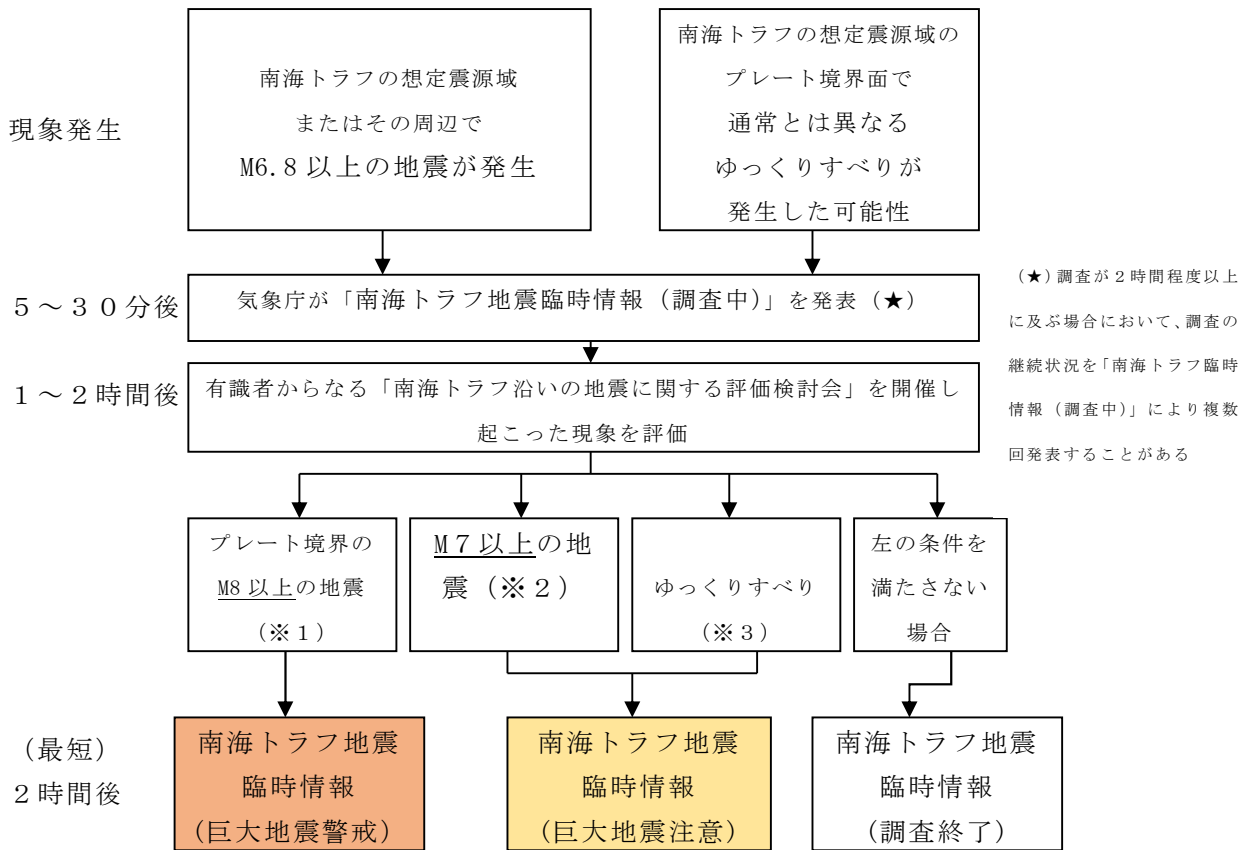 現象発生
南海トラフの想定震源域
またはその周辺で
M6.8以上の地震が発生
南海トラフの想定震源域の
プレート境界面で
通常とは異なる
ゆっくりすべりが
発生した可能性
5～30分後
気象庁が「南海トラフ地震臨時情報(調査中)」を発表(★)
(★)調査が2時間程度以上
に及ぶ場合において、調査の
継続状況を「南海トラフ臨時
情報(調査中)」により複数
回発表することがある
1～2時間後
有識者からなる「南海トラフ沿いの地震に関する評価検討会」を開催し
起こった現象を評価
プレート境界の
M8以上の地震
(※1)
M7以上の地
震(※2)
ゆっくりすべり
(※3)
左の条件を
満たさない
場合
(最短)
2時間後
南海トラフ地震
臨時情報
(巨大地震警戒)
南海トラフ地震
臨時情報
(巨大地震注意)
南海トラフ地震
臨時情報
(調査終了)